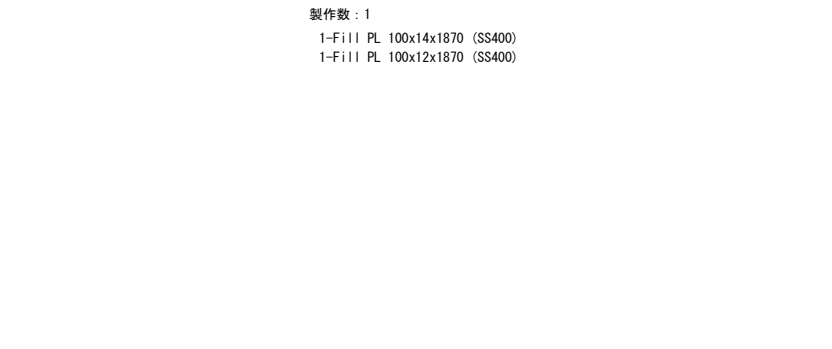 製作数：1
1-Fill PL 100x14x1870 (SS400)
1-Fill PL 100x12x1870 (SS400)